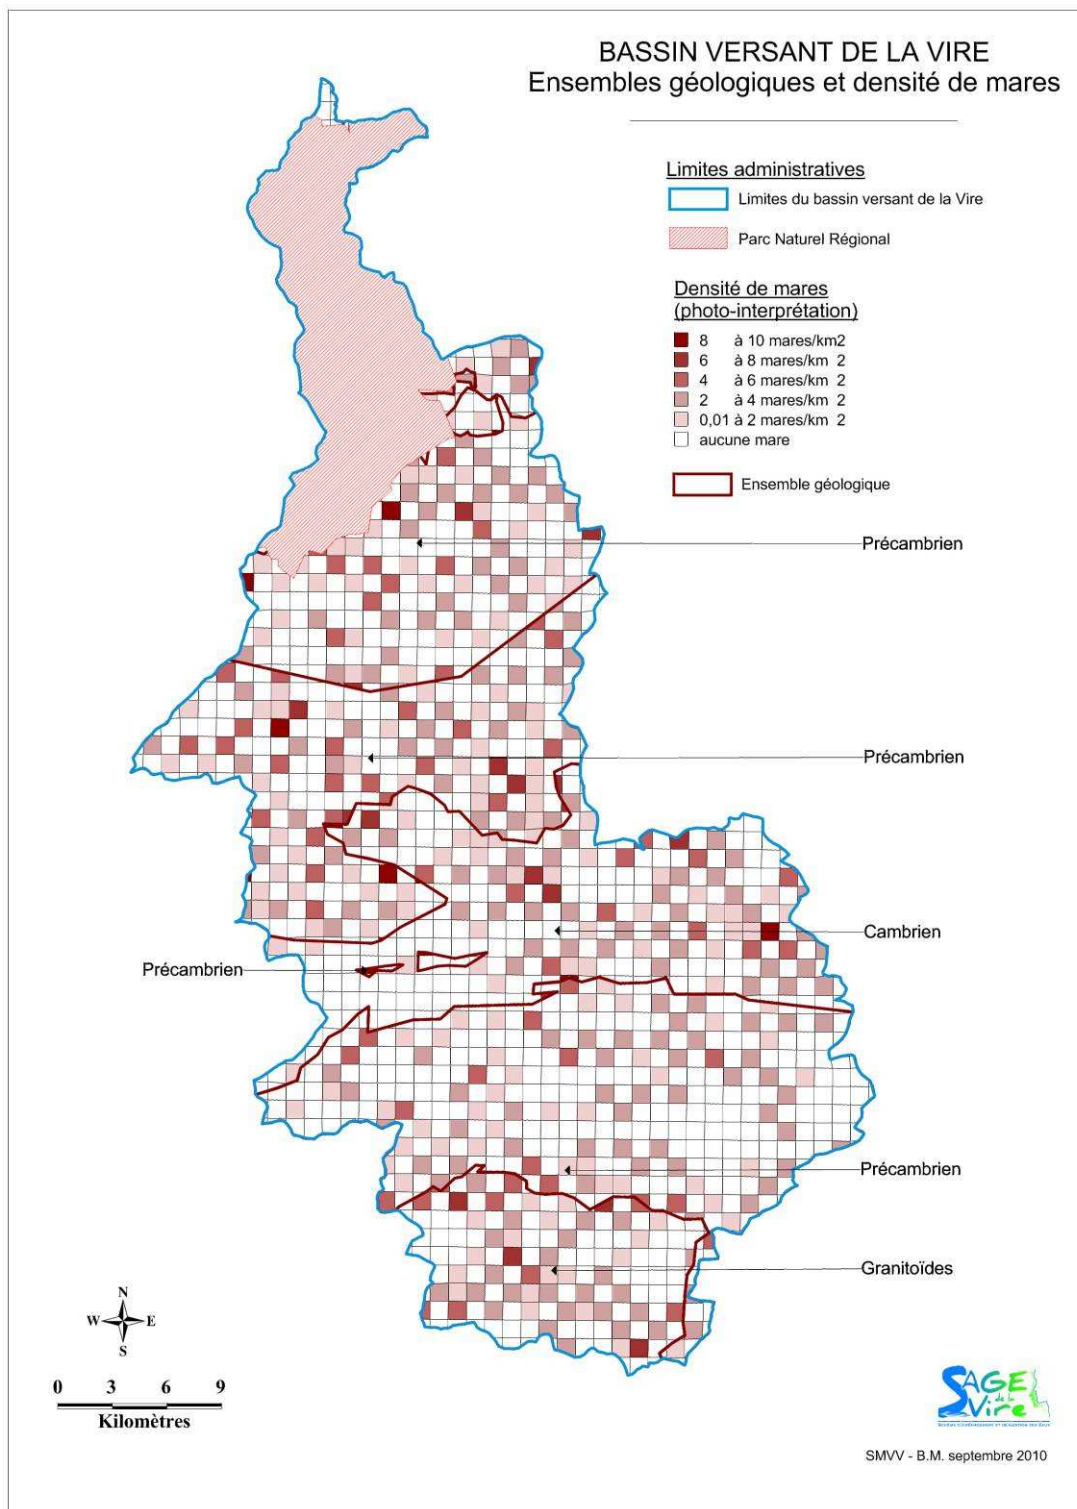 BASSIN VERSANT DE LA VIRE
Ensembles géologiques et densité de mares
Limites administratives
Limites du bassin versant de la Vire
Parc Naturel Régional
Densité de mares
(photo-interprétation)
8 à 10 mares/km2
6 à 8 mares/km 2
4 à 6 mares/km 2
2 à 4 mares/km 2
0,01 à 2 mares/km 2
aucune mare
Ensemble géologique
Précambrien
Précambrien
Cambrien
Précambrien
Précambrien
Granitoïdes
N
W E
S
0 3 6 9
Kilomètres
SAGE
de la
Vire
SMVV - B.M. septembre 2010